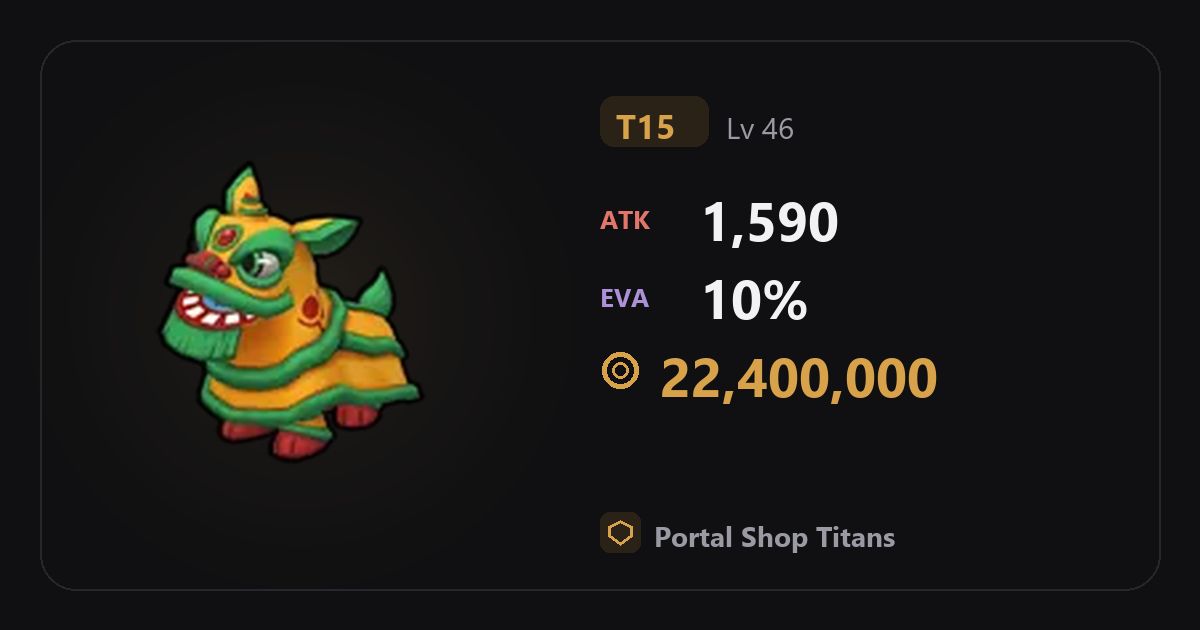 T15 Lv 46
ATK 1,590
EVA 10%
22,400,000
Portal Shop Titans